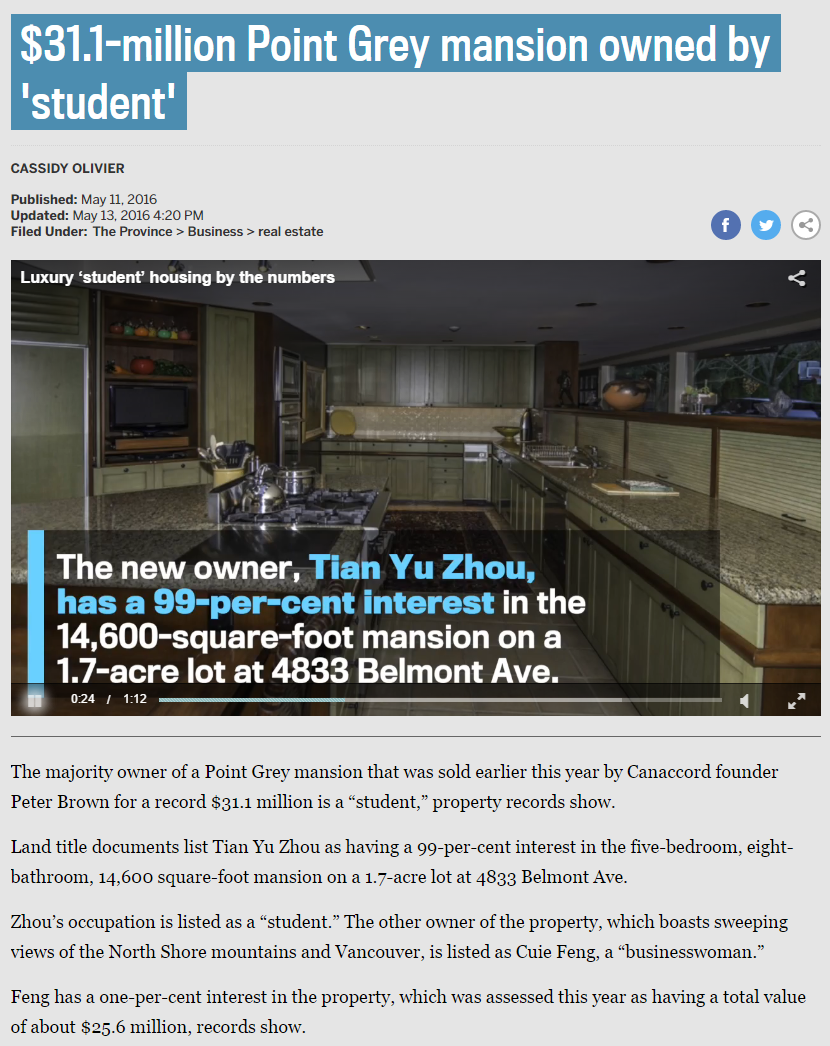 $31.1-million Point Grey mansion owned by
'student'
CASSIDY OLIVIER
Published: May 11, 2016
Updated: May 13, 2016 4:20 PM
Filed Under: The Province > Business > real estate
f
Luxury ‘student’ housing by the numbers
The new owner, Tian Yu Zhou,
has a 99-per-cent interest in the
14,600-square-foot mansion on a
1.7-acre lot at 4833 Belmont Ave.
0:24 / 1:12
The majority owner of a Point Grey mansion that was sold earlier this year by Canaccord founder
Peter Brown for a record $31.1 million is a “student,” property records show.
Land title documents list Tian Yu Zhou as having a 99-per-cent interest in the five-bedroom, eight-
bathroom, 14,600 square-foot mansion on a 1.7-acre lot at 4833 Belmont Ave.
Zhou’s occupation is listed as a “student.” The other owner of the property, which boasts sweeping
views of the North Shore mountains and Vancouver, is listed as Cuie Feng, a “businesswoman.”
Feng has a one-per-cent interest in the property, which was assessed this year as having a total value
of about $25.6 million, records show.